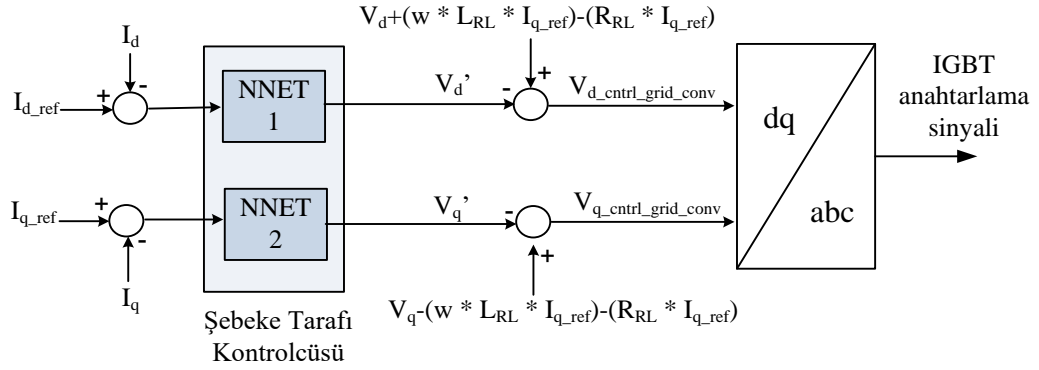 V_d+(w * L_RL * I_q_ref)-(R_RL * I_q_ref)
I_d
+
-
I_d_ref
NNET
1
V_d’
-
+
V_d_cntrl_grid_conv
dq
abc
IGBT
anahtarlama
sinyali
I_q_ref
+
-
I_q
NNET
2
V_q’
-
+
V_q_cntrl_grid_conv
V_q-(w * L_RL * I_q_ref)-(R_RL * I_q_ref)
Şebeke Tarafı
Kontrolcüsü